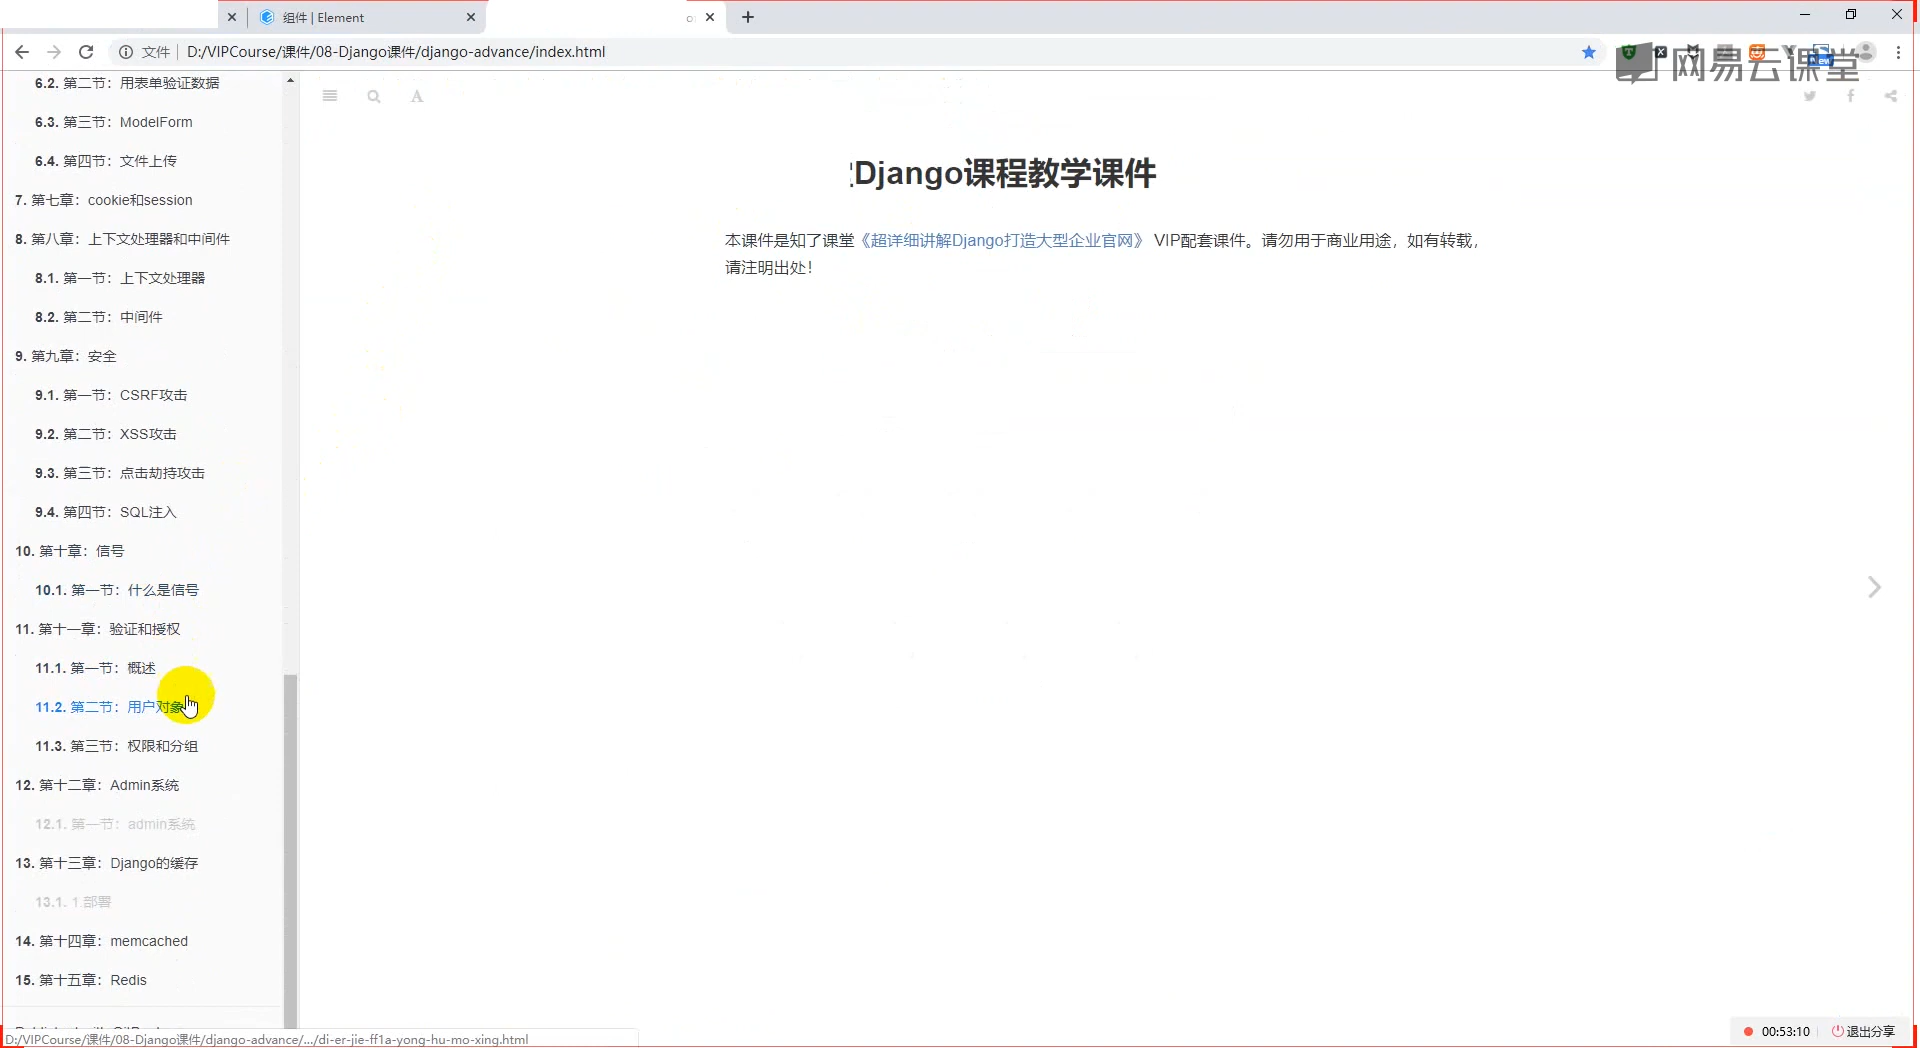 组件 | Element
文件 D:/VIPCourse/课件/08-Django课件/django-advance/index.html
网易云课堂
6.2. 第二节：用表单验证数据
6.3. 第三节：ModelForm
6.4. 第四节：文件上传
7. 第七章：cookie和session
8. 第八章：上下文处理器和中间件
8.1. 第一节：上下文处理器
8.2. 第二节：中间件
9. 第九章：安全
9.1. 第一节：CSRF攻击
9.2. 第二节：XSS攻击
9.3. 第三节：点击劫持攻击
9.4. 第四节：SQL注入
10. 第十章：信号
10.1. 第一节：什么是信号
11. 第十一章：验证和授权
11.1. 第一节：概述
11.2. 第二节：用户对象
11.3. 第三节：权限和分组
12. 第十二章：Admin系统
12.1. 第一节：admin系统
13. 第十三章：Django的缓存
13.1. 1.部署
14. 第十四章：memcached
15. 第十五章：Redis
Django课程教学课件
本课件是知了课堂《超详细讲解Django打造大型企业官网》 VIP配套课件。请勿用于商业用途，如有转载，
请注明出处！
D:/VIPCourse/课件/08-Django课件/django-advance/.../di-er-jie-ff1a-yong-hu-mo-xing.html
00:53:10 退出分享